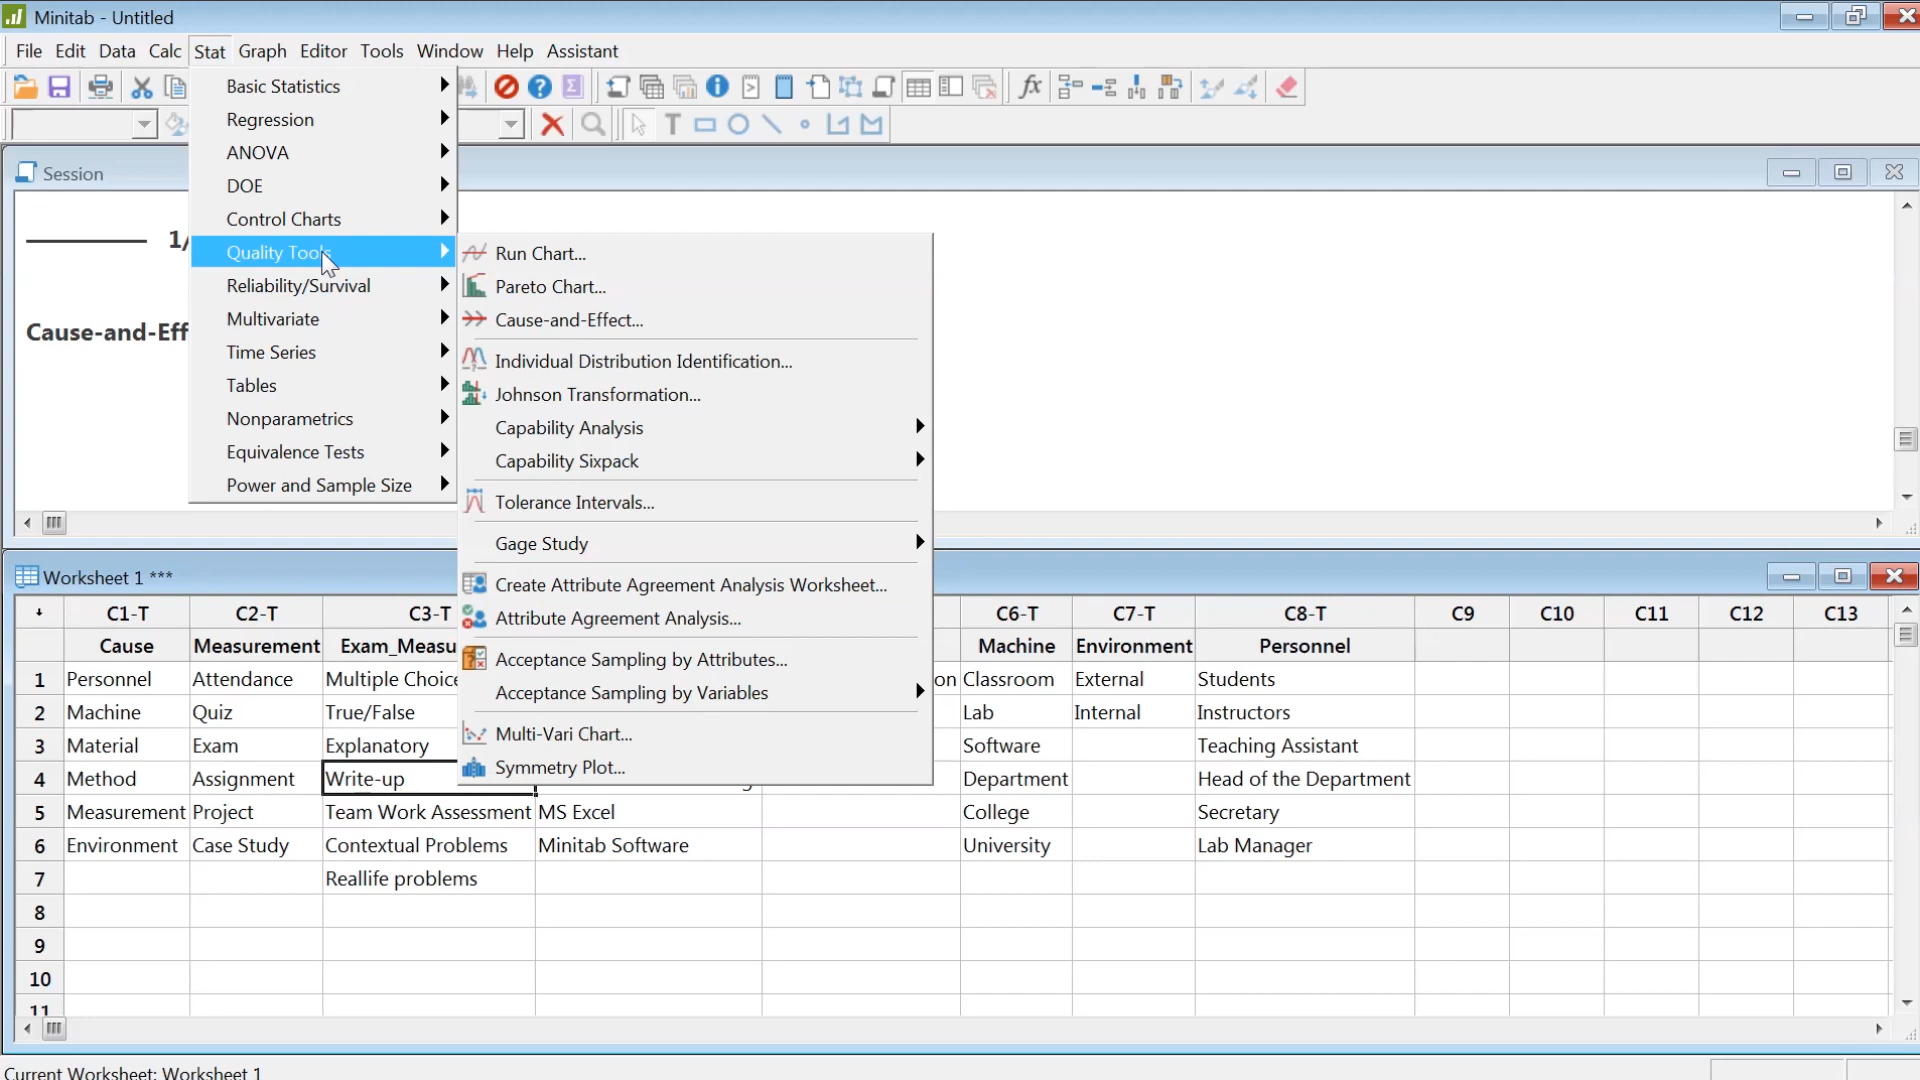 Minitab - Untitled
File Edit Data Calc Stat Graph Editor Tools Window Help Assistant
Session
1/
Cause-and-Eff
Basic Statistics
Regression
ANOVA
DOE
Control Charts
Quality Tools
Reliability/Survival
Multivariate
Time Series
Tables
Nonparametrics
Equivalence Tests
Power and Sample Size
Run Chart...
Pareto Chart...
Cause-and-Effect...
Individual Distribution Identification...
Johnson Transformation...
Capability Analysis
Capability Sixpack
Tolerance Intervals...
Gage Study
Create Attribute Agreement Analysis Worksheet...
Attribute Agreement Analysis...
Acceptance Sampling by Attributes...
Acceptance Sampling by Variables
Multi-Vari Chart...
Symmetry Plot...
Worksheet 1 ***
C1-T C2-T C3-T C6-T C7-T C8-T C9 C10 C11 C12 C13
Cause Measurement Exam_Measu Machine Environment Personnel
1 Personnel Attendance Multiple Choice on Classroom External Students
2 Machine Quiz True/False Lab Internal Instructors
3 Material Exam Explanatory Software Teaching Assistant
4 Method Assignment Write-up Department Head of the Department
5 Measurement Project Team Work Assessment MS Excel College Secretary
6 Environment Case Study Contextual Problems Minitab Software University Lab Manager
7 Reallife problems
8
9
10
11
Current Worksheet: Worksheet 1